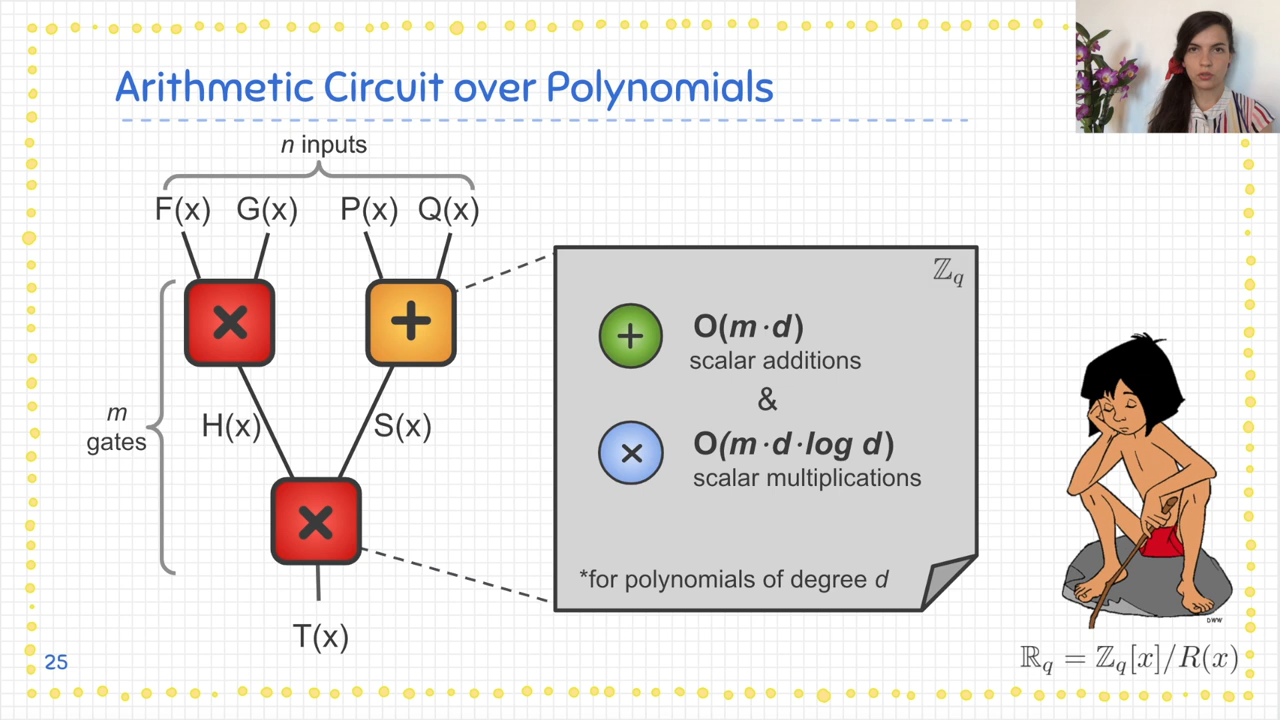 Arithmetic Circuit over Polynomials
n inputs
F(x) G(x) P(x) Q(x)
×
+
m
gates
H(x)
S(x)
×
T(x)
ℤq
+
O(m·d)
scalar additions
&
×
O(m·d·log d)
scalar multiplications
*for polynomials of degree d
DWW
25
ℝq = ℤq[x]/R(x)